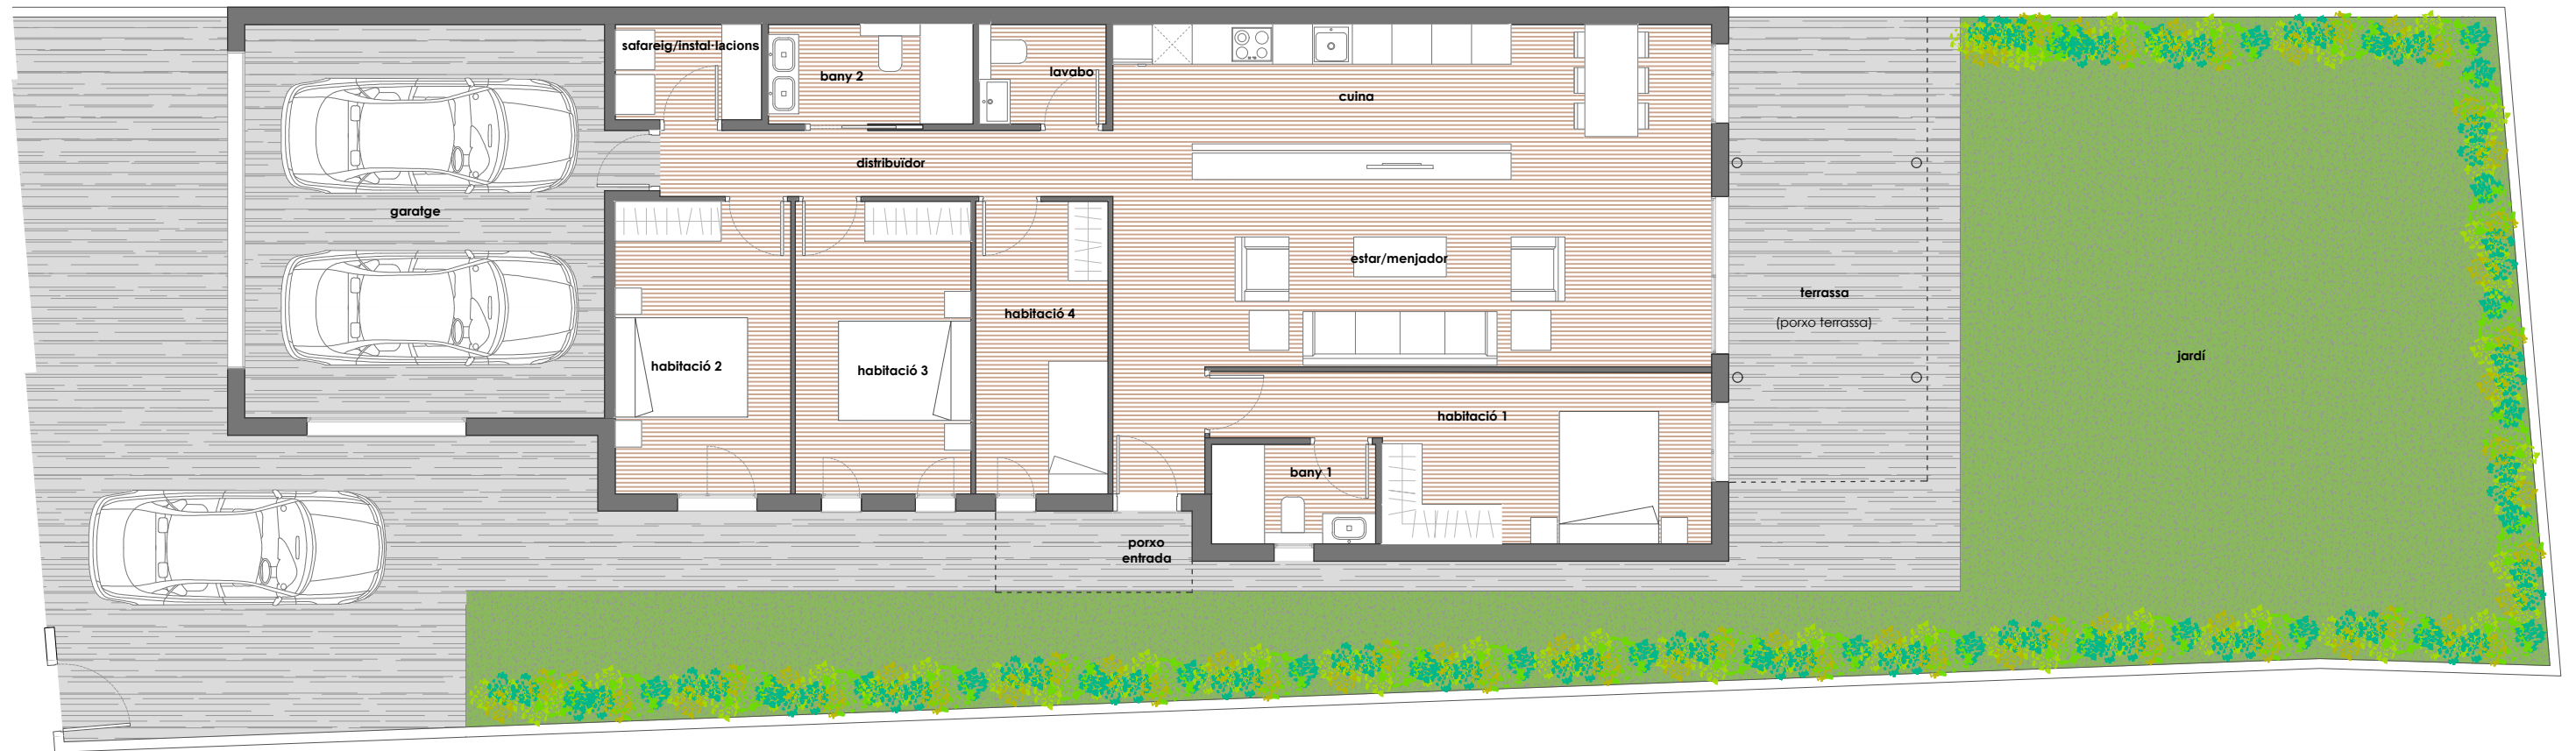 safareig/instal·lacions
bany 2
lavabo
cuina
distribuïdor
garatge
estar/menjador
terrassa
(porxo terrassa)
habitació 4
habitació 2
habitació 3
jardí
habitació 1
bany 1
porxo
entrada